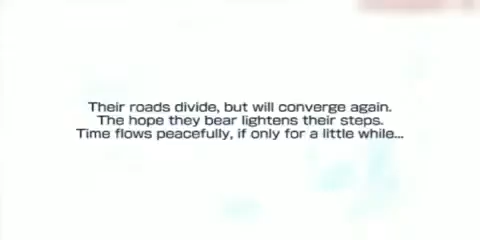 Their roads divide, but will converge again.
The hope they bear lightens their steps.
Time flows peacefully, if only for a little while...